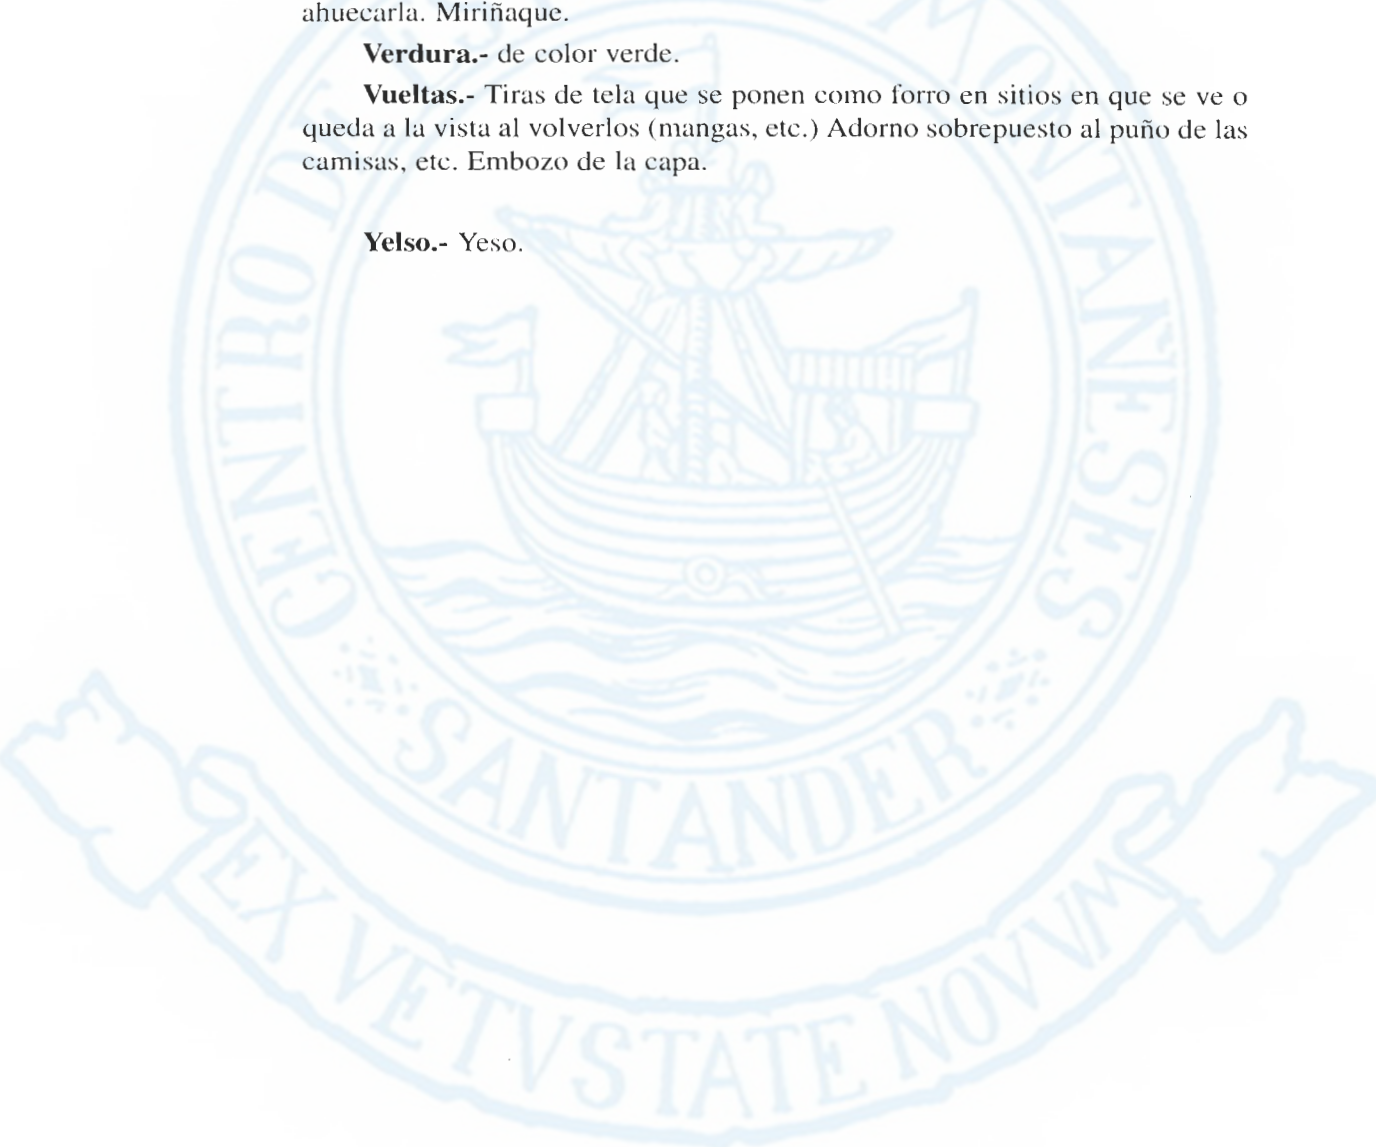 ahuecarla. Miriñaque.
Verdura.- de color verde.
Vueltas.- Tiras de tela que se ponen como forro en sitios en que se ve o
queda a la vista al volverlos (mangas, etc.) Adorno sobrepuesto al puño de las
camisas, etc. Embozo de la capa.
Yelso.- Yeso.
CENTRO DE MONTAÑESES
SANTANDER
EX VETVSTATE NOVVM